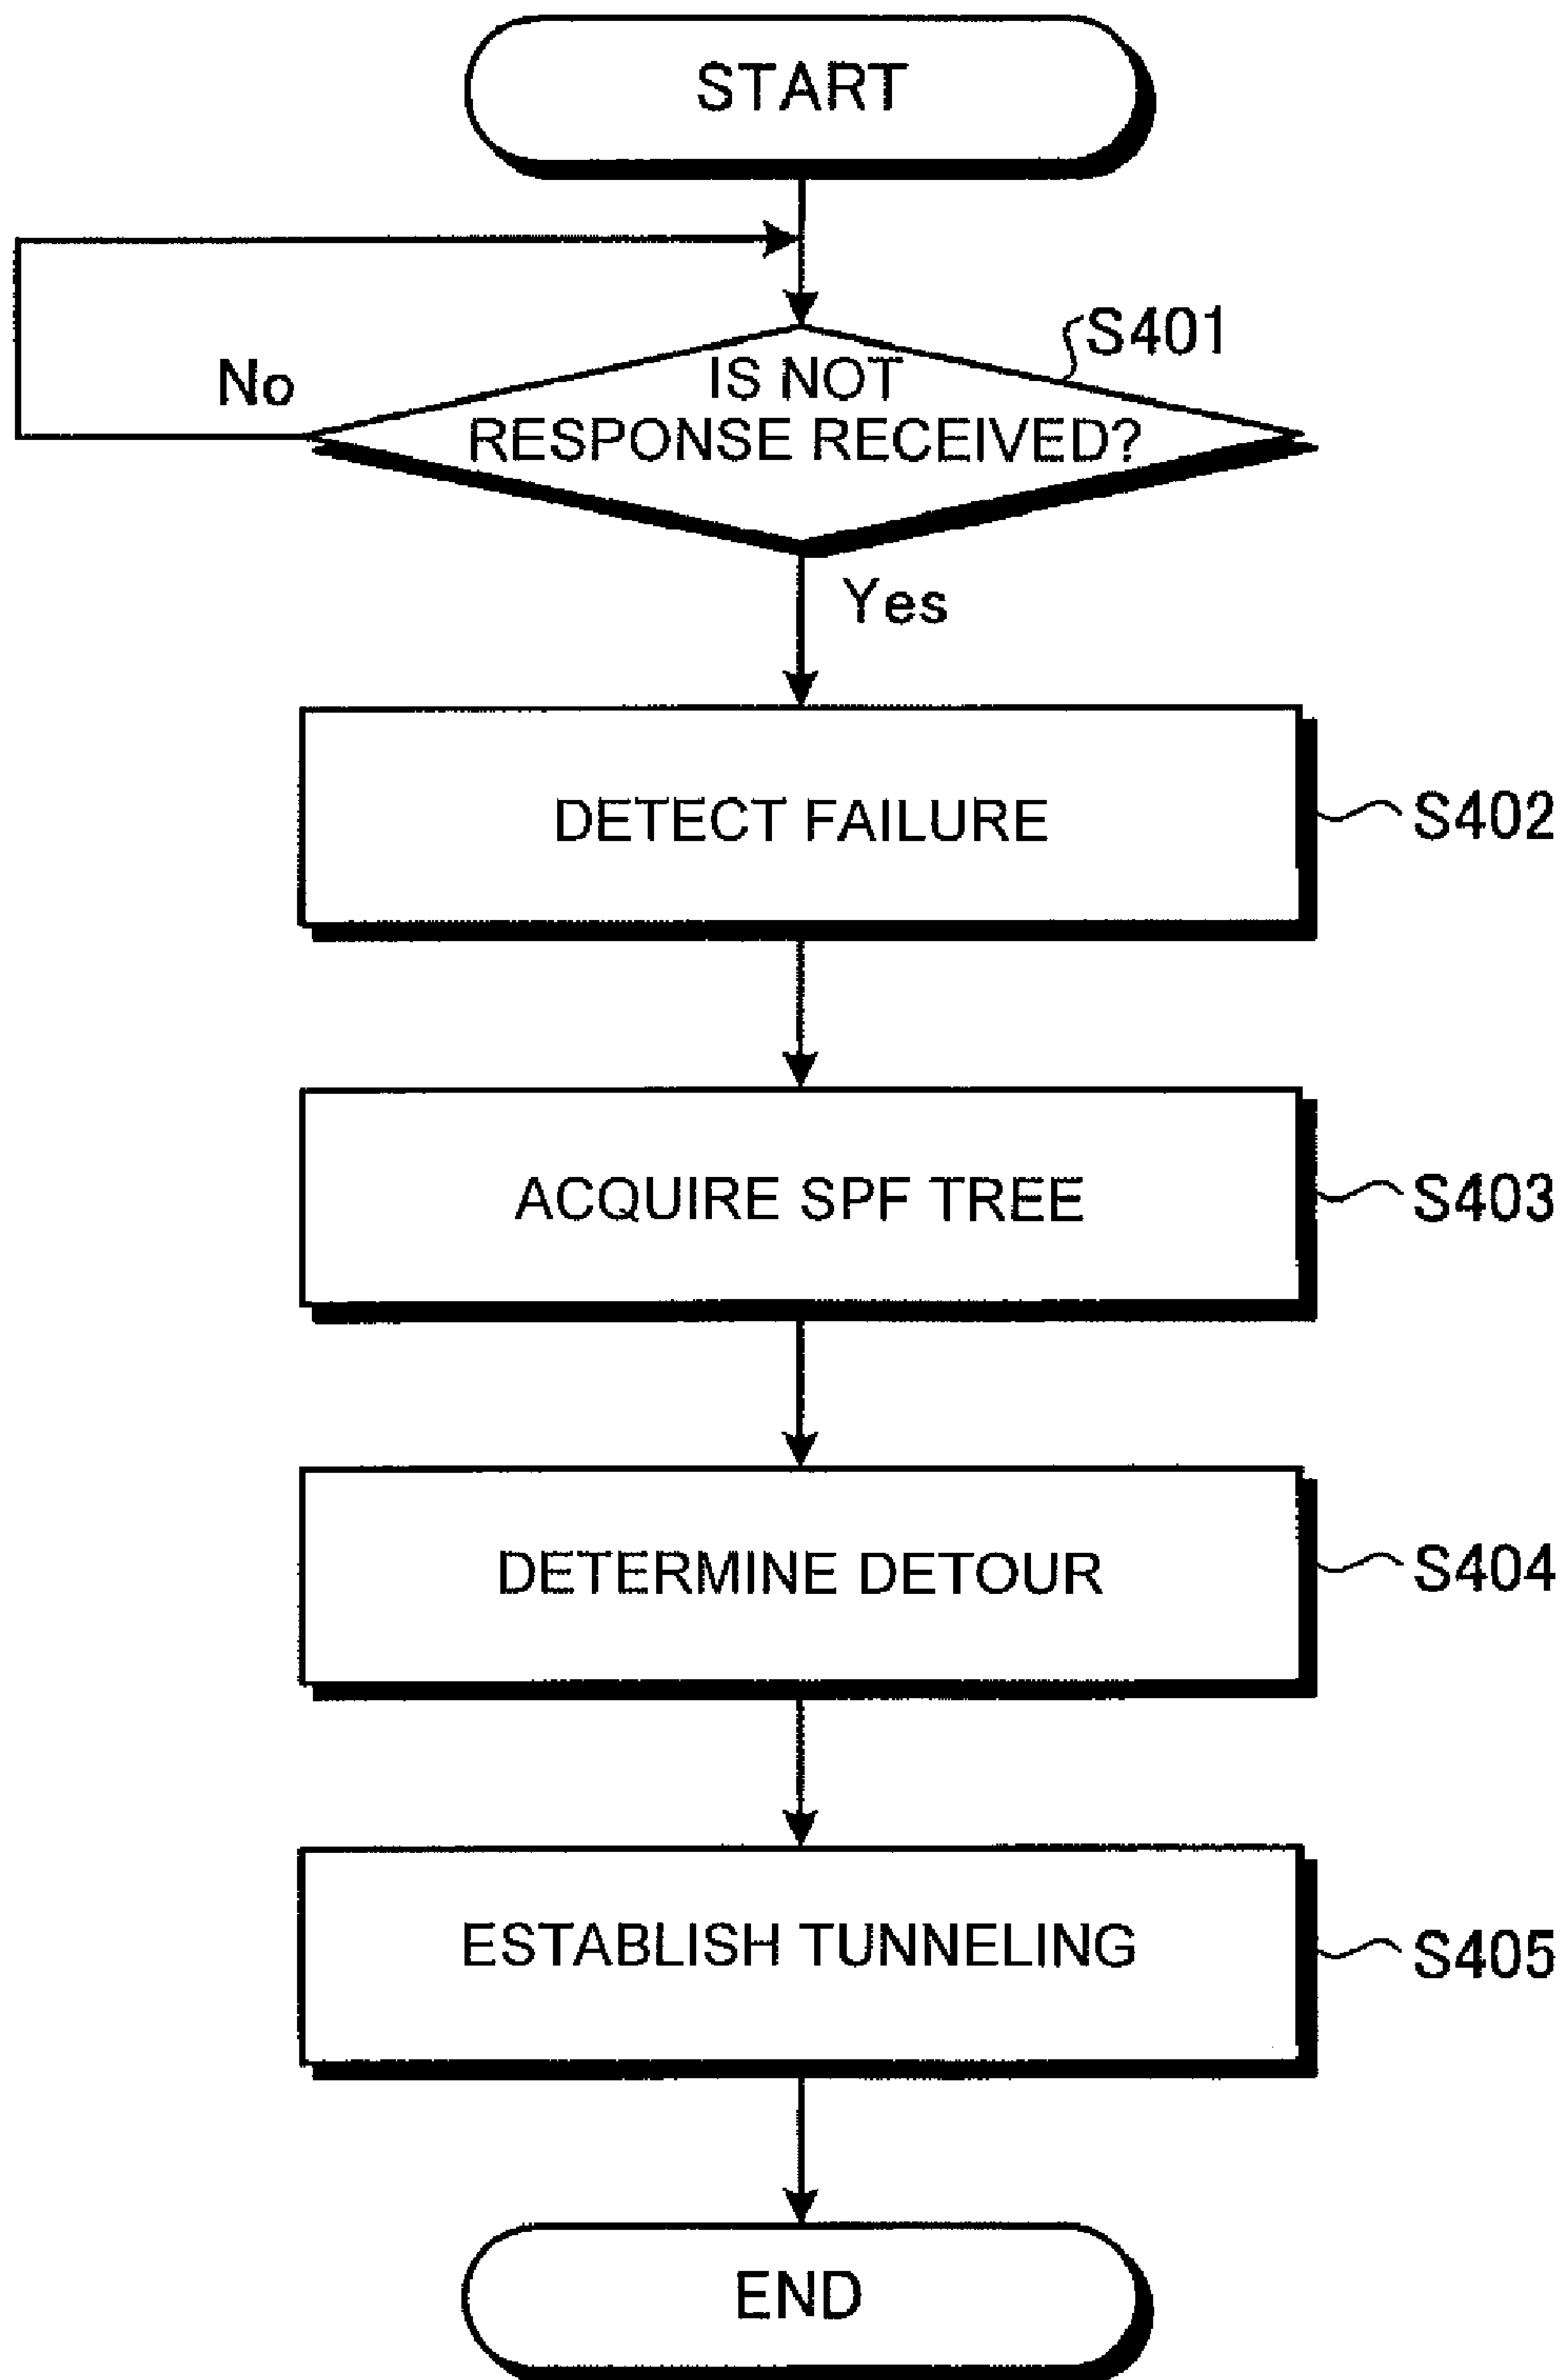 START
S401
IS NOT
RESPONSE RECEIVED?
No
Yes
DETECT FAILURE
S402
ACQUIRE SPF TREE
S403
DETERMINE DETOUR
S404
ESTABLISH TUNNELING
S405
END